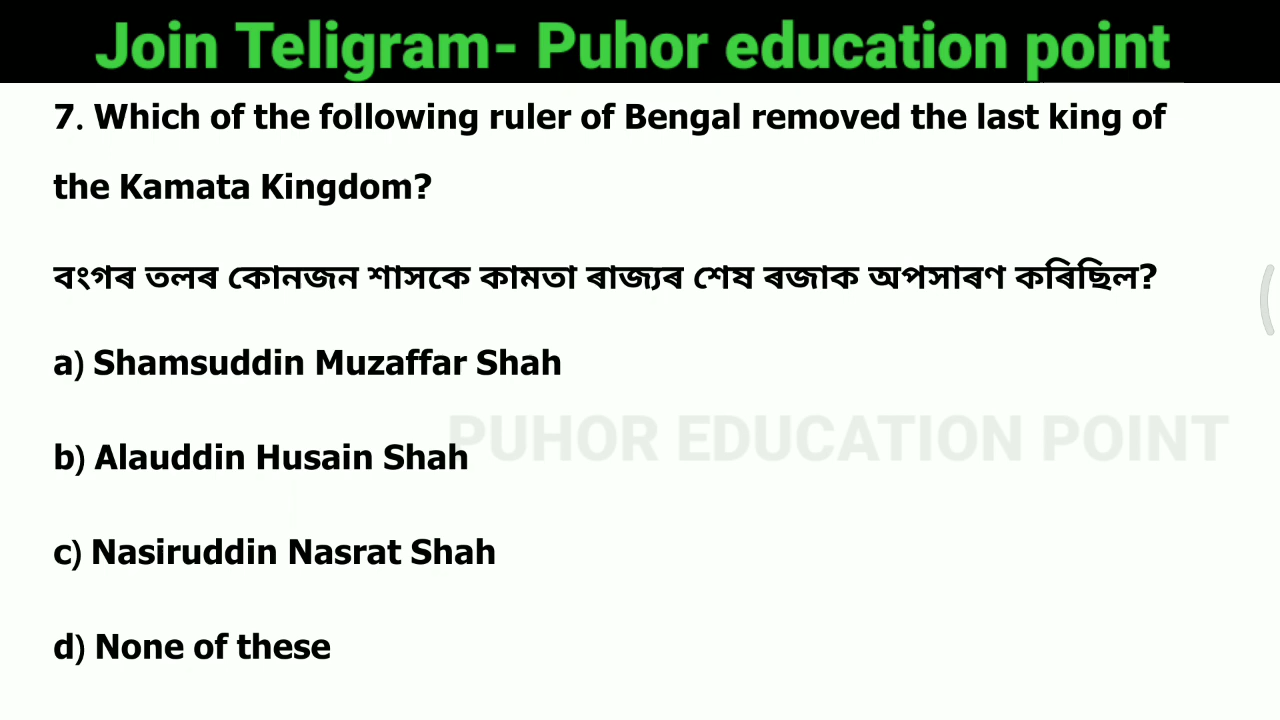 Join Teligram- Puhor education point
7. Which of the following ruler of Bengal removed the last king of
the Kamata Kingdom?
বংগৰ তলৰ কোনজন শাসকে কামতা ৰাজ্যৰ শেষ ৰজাক অপসাৰণ কৰিছিল?
a) Shamsuddin Muzaffar Shah
PUHOR EDUCATION POINT
b) Alauddin Husain Shah
c) Nasiruddin Nasrat Shah
d) None of these